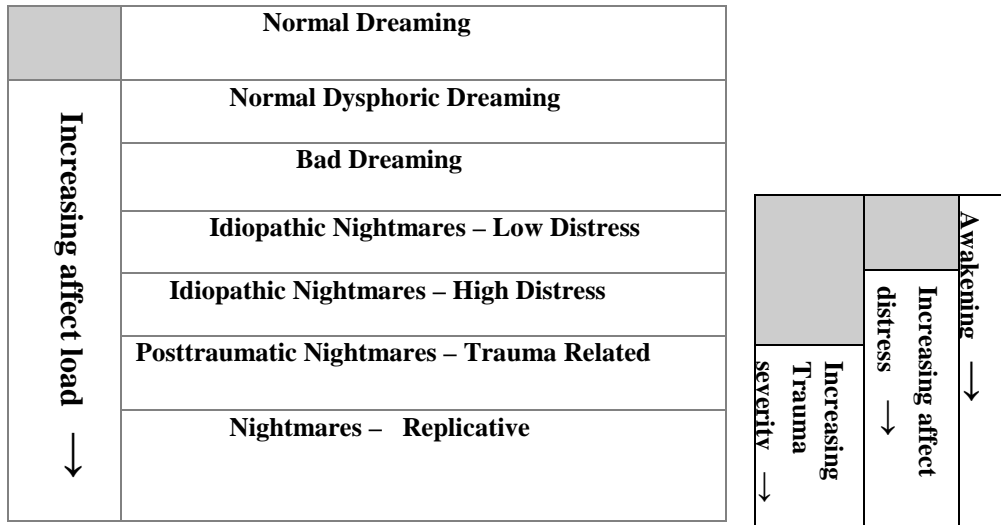 Normal Dreaming
Normal Dysphoric Dreaming
Bad Dreaming
Idiopathic Nightmares – Low Distress
Idiopathic Nightmares – High Distress
Posttraumatic Nightmares – Trauma Related
Nightmares – Replicative
Increasing affect load →
Increasing
Trauma
severity →
Increasing affect
distress →
Awakening →